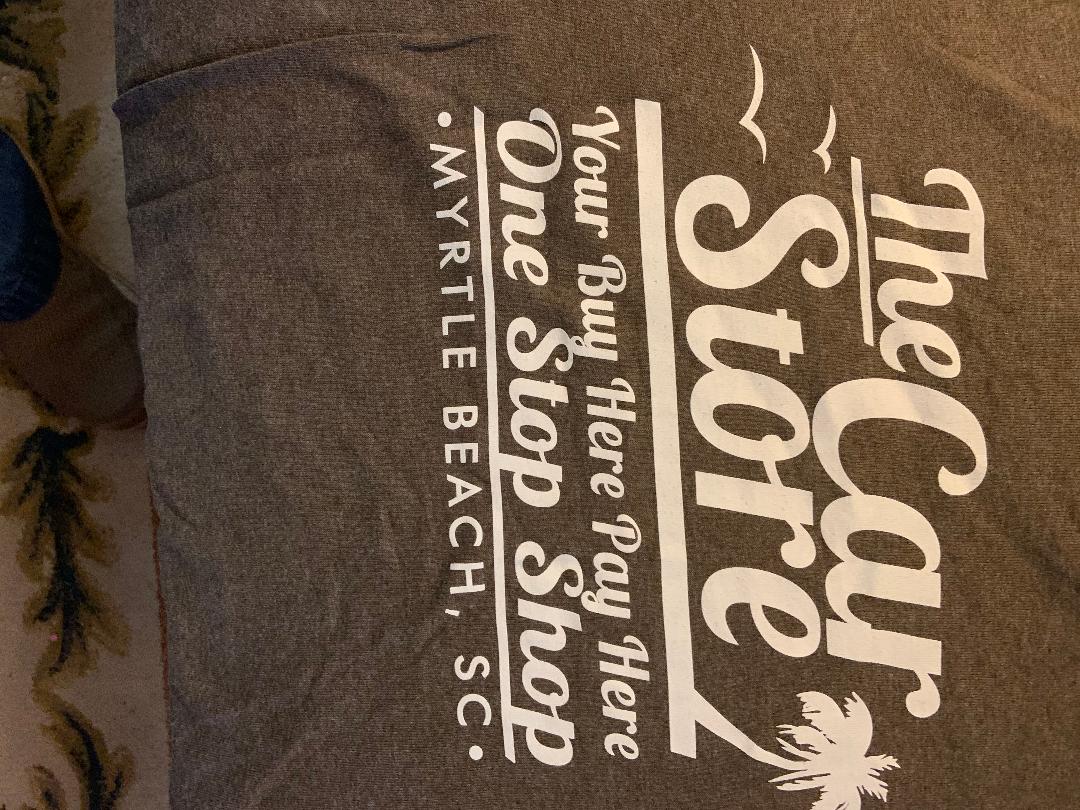 The Car
Store
Your Buy Here Pay Here
One Stop Shop
• MYRTLE BEACH, SC •